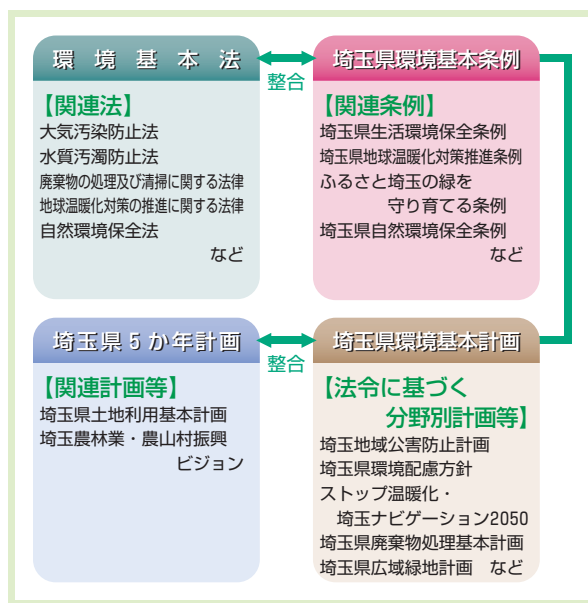 環境基本法
整合
埼玉県環境基本条例
【関連法】
大気汚染防止法
水質汚濁防止法
廃棄物の処理及び清掃に関する法律
地球温暖化対策の推進に関する法律
自然環境保全法
など
【関連条例】
埼玉県生活環境保全条例
埼玉県地球温暖化対策推進条例
ふるさと埼玉の緑を
守り育てる条例
埼玉県自然環境保全条例
など
埼玉県5か年計画
整合
埼玉県環境基本計画
【関連計画等】
埼玉県土地利用基本計画
埼玉農林業・農山村振興
ビジョン
【法令に基づく
分野別計画等】
埼玉地域公害防止計画
埼玉県環境配慮方針
ストップ温暖化・
埼玉ナビゲーション2050
埼玉県廃棄物処理基本計画
埼玉県広域緑地計画 など